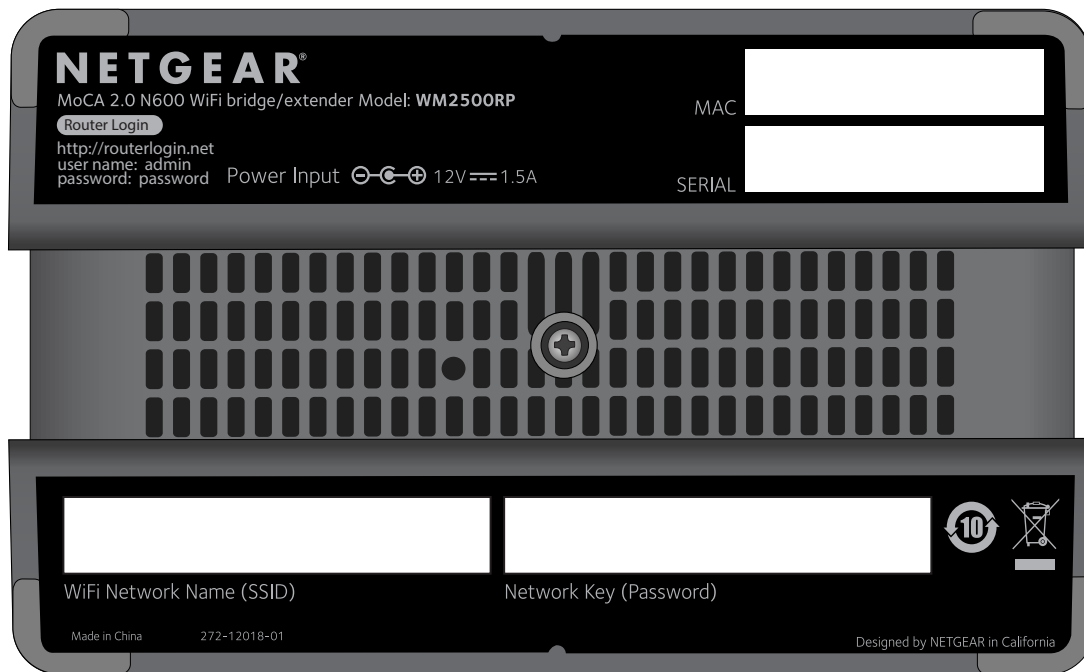 NETGEAR®
MoCA 2.0 N600 WiFi bridge/extender Model: WM2500RP
Router Login
http://routerlogin.net
user name: admin
password: password
Power Input 12V 1.5A
MAC
SERIAL
WiFi Network Name (SSID)
Network Key (Password)
10
Made in China 272-12018-01
Designed by NETGEAR in California